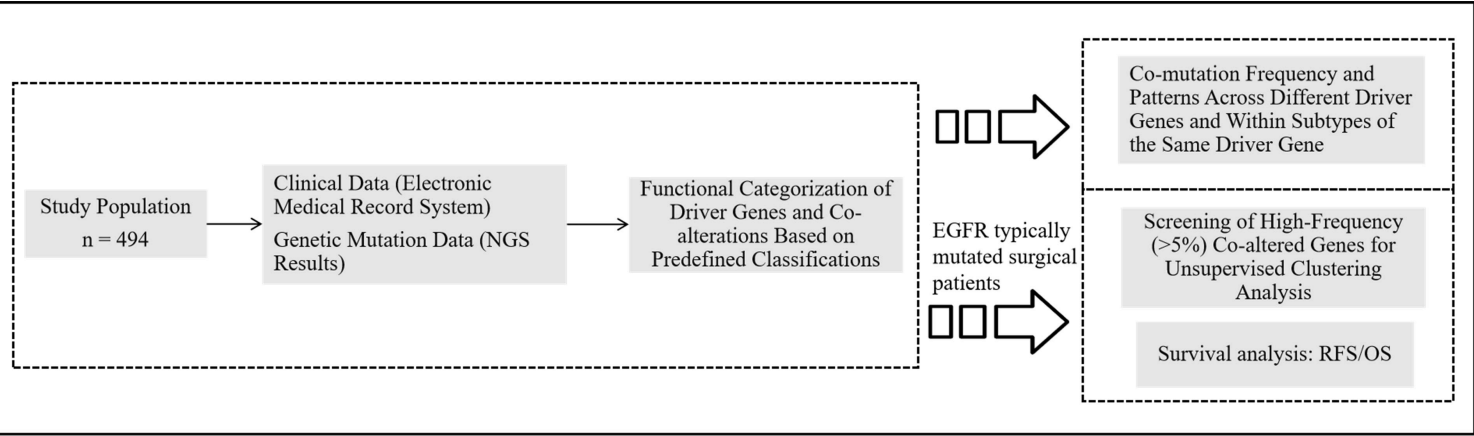 Study Population
n = 494
Clinical Data (Electronic
Medical Record System)
Genetic Mutation Data (NGS
Results)
Functional Categorization of
Driver Genes and Co-
alterations Based on
Predefined Classifications
EGFR typically
mutated surgical
patients
Co-mutation Frequency and
Patterns Across Different Driver
Genes and Within Subtypes of
the Same Driver Gene
Screening of High-Frequency
(>5%) Co-altered Genes for
Unsupervised Clustering
Analysis
Survival analysis: RFS/OS